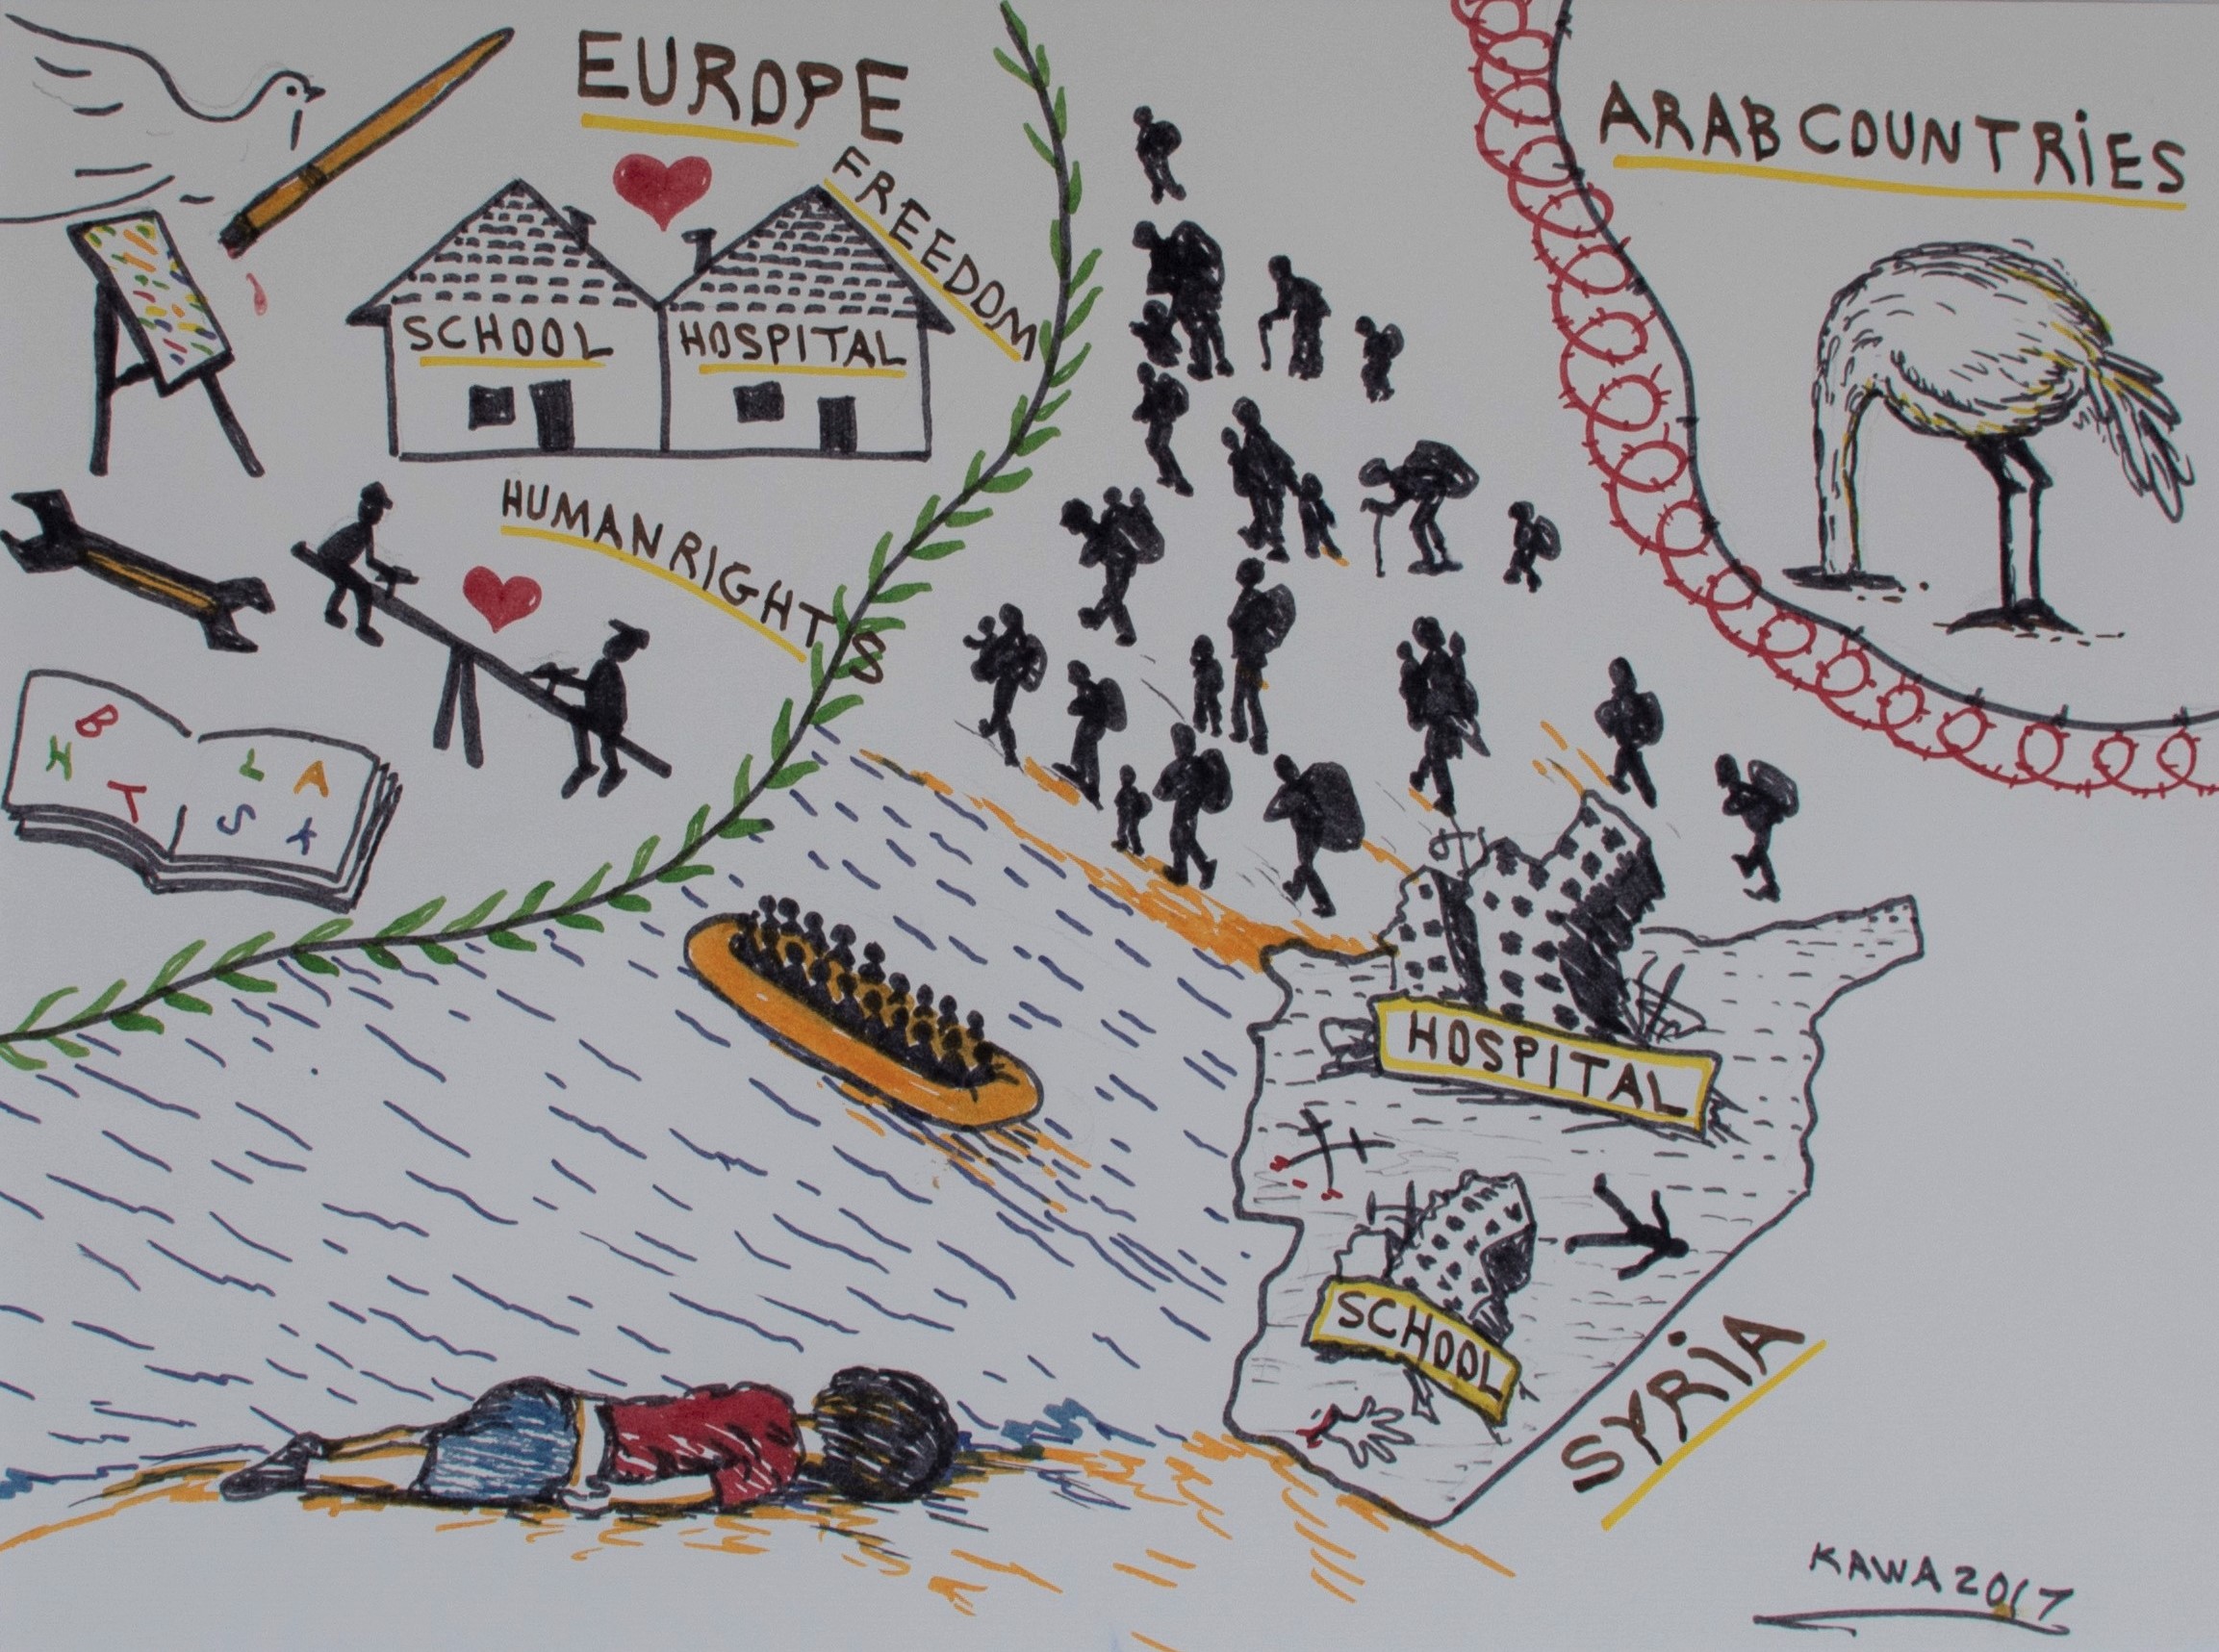 EUROPE
ARAB COUNTRIES
FREEDOM
SCHOOL
HOSPITAL
HUMAN RIGHTS
B
H
T
L
A
S
K
HOSPITAL
SCHOOL
SYRIA
KAWA 2017